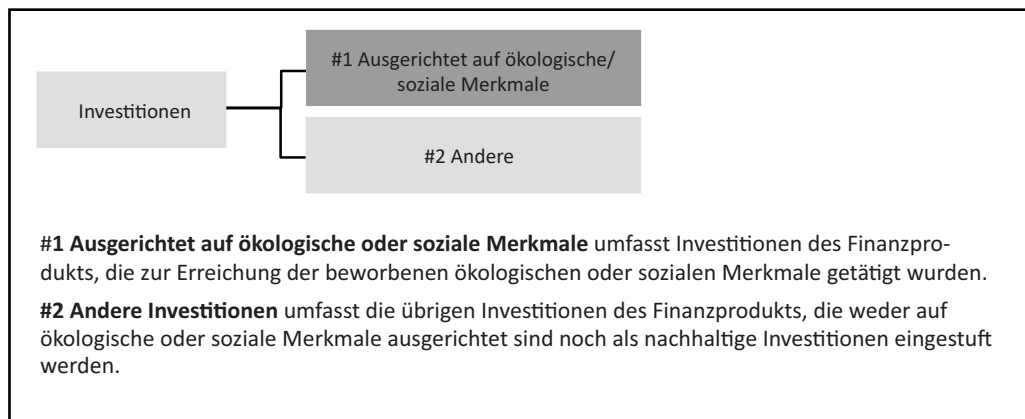 #1 Ausgerichtet auf ökologische/
soziale Merkmale
Investitionen
#2 Andere
#1 Ausgerichtet auf ökologische oder soziale Merkmale umfasst Investitionen des Finanzpro-
dukts, die zur Erreichung der beworbenen ökologischen oder sozialen Merkmale getätigt wurden.
#2 Andere Investitionen umfasst die übrigen Investitionen des Finanzprodukts, die weder auf
ökologische oder soziale Merkmale ausgerichtet sind noch als nachhaltige Investitionen eingestuft
werden.